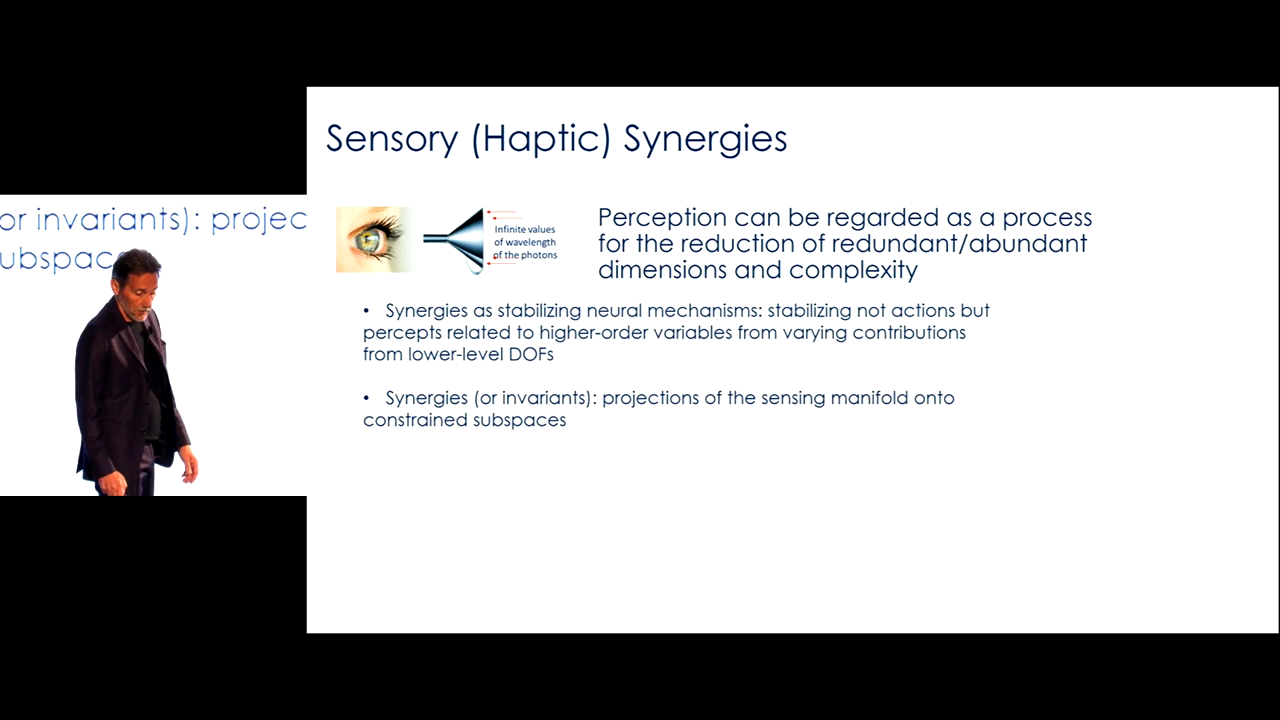 Sensory (Haptic) Synergies
or invariants): projec
ubspac
Infinite values
of wavelength
of the photons
Perception can be regarded as a process
for the reduction of redundant/abundant
dimensions and complexity
• Synergies as stabilizing neural mechanisms: stabilizing not actions but
percepts related to higher-order variables from varying contributions
from lower-level DOFs
• Synergies (or invariants): projections of the sensing manifold onto
constrained subspaces